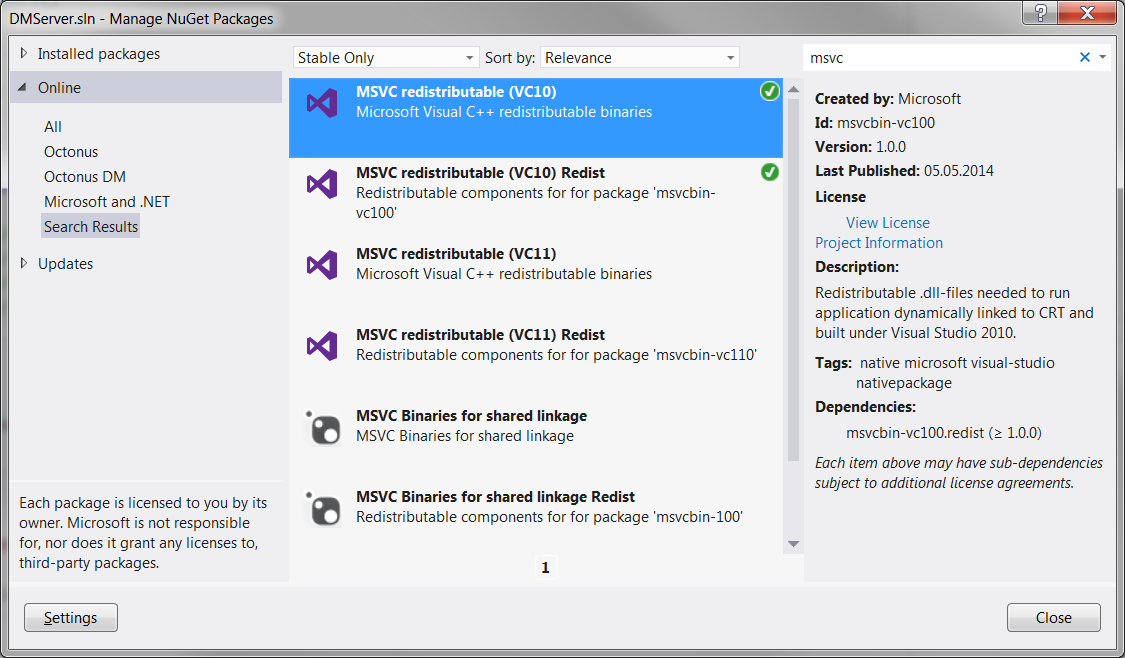 DMServer.sln - Manage NuGet Packages
Installed packages
Online
All
Octonus
Octonus DM
Microsoft and .NET
Search Results
Updates
Each package is licensed to you by its
owner. Microsoft is not responsible
for, nor does it grant any licenses to,
third-party packages.
Settings
Stable Only
Sort by: Relevance
MSVC redistributable (VC10)
Microsoft Visual C++ redistributable binaries
MSVC redistributable (VC10) Redist
Redistributable components for for package 'msvcbin-
vc100'
MSVC redistributable (VC11)
Microsoft Visual C++ redistributable binaries
MSVC redistributable (VC11) Redist
Redistributable components for for package 'msvcbin-vc110'
MSVC Binaries for shared linkage
MSVC Binaries for shared linkage
MSVC Binaries for shared linkage Redist
Redistributable components for for package 'msvcbin-100'
1
msvc
Created by: Microsoft
Id: msvcbin-vc100
Version: 1.0.0
Last Published: 05.05.2014
License
View License
Project Information
Description:
Redistributable .dll-files needed to run
application dynamically linked to CRT and
built under Visual Studio 2010.
Tags: native microsoft visual-studio
nativepackage
Dependencies:
msvcbin-vc100.redist (≥ 1.0.0)
Each item above may have sub-dependencies
subject to additional license agreements.
Close